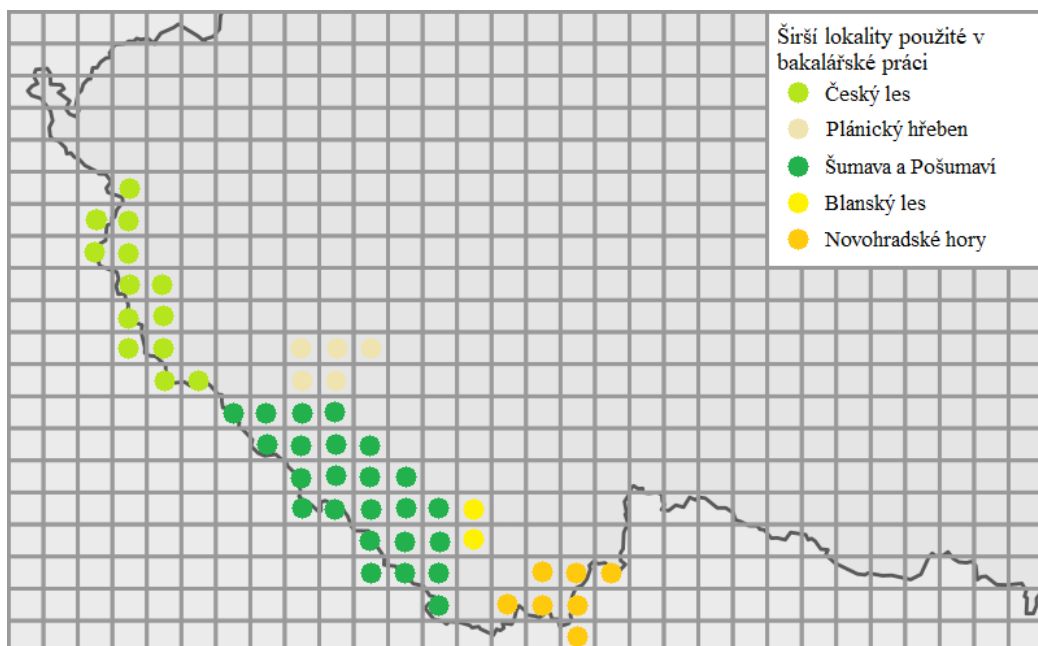 Širší lokality použité v
bakalářské práci
Český les
Plánický hřeben
Šumava a Pošumaví
Blanský les
Novohradské hory